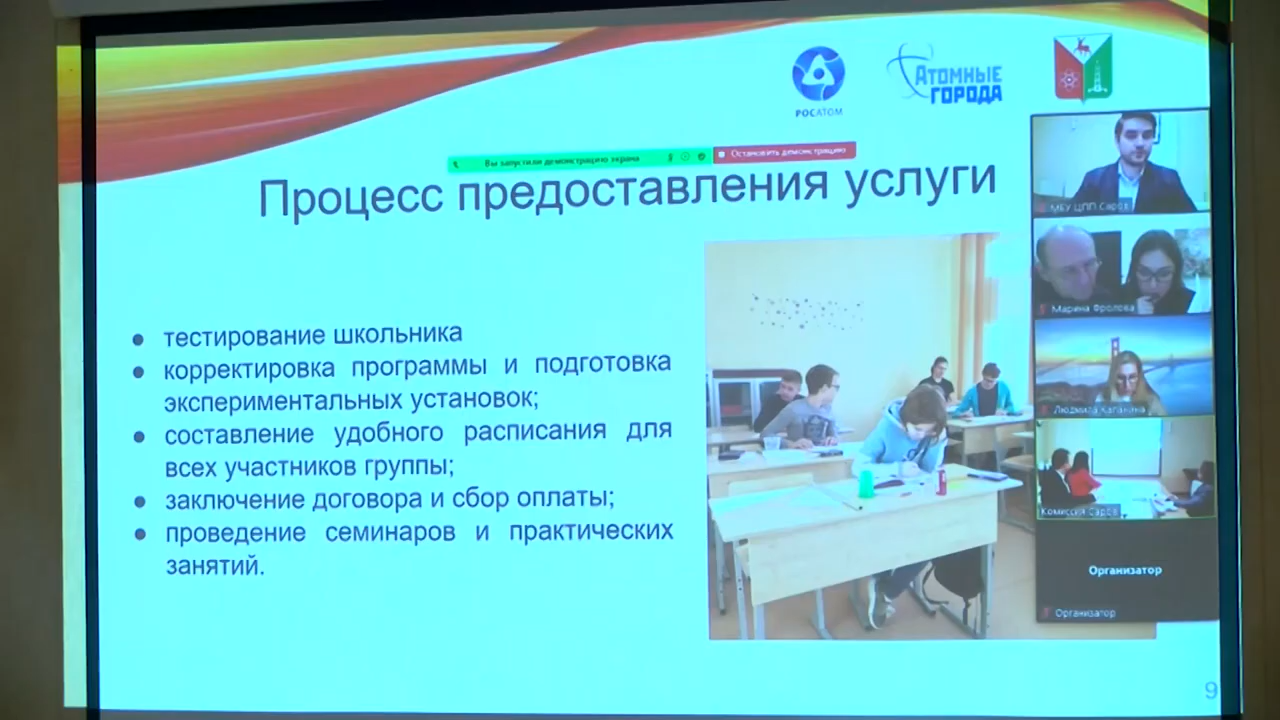 РОСАТОМ
АТОМНЫЕ
ГОРОДА
Вы запустили демонстрацию экрана
Остановить демонстрацию
Процесс предоставления услуги
● тестирование школьника
● корректировка программы и подготовка
экспериментальных установок;
● составление удобного расписания для
всех участников группы;
● заключение договора и сбор оплаты;
● проведение семинаров и практических
занятий.
МБУ ЦПП Саров
Марина Фролова
Людмила Калинина
Комиссия Саров
Организатор
Организатор
9